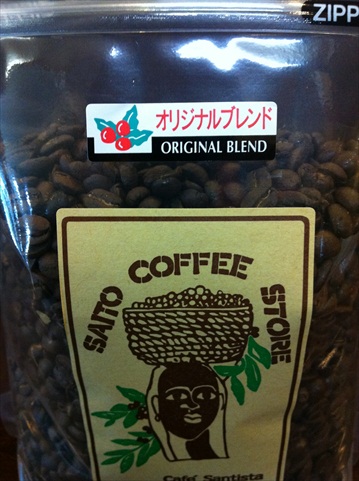 ZIPP
オリジナルブレンド
ORIGINAL BLEND
SAITO COFFEE STORE
Café Santista